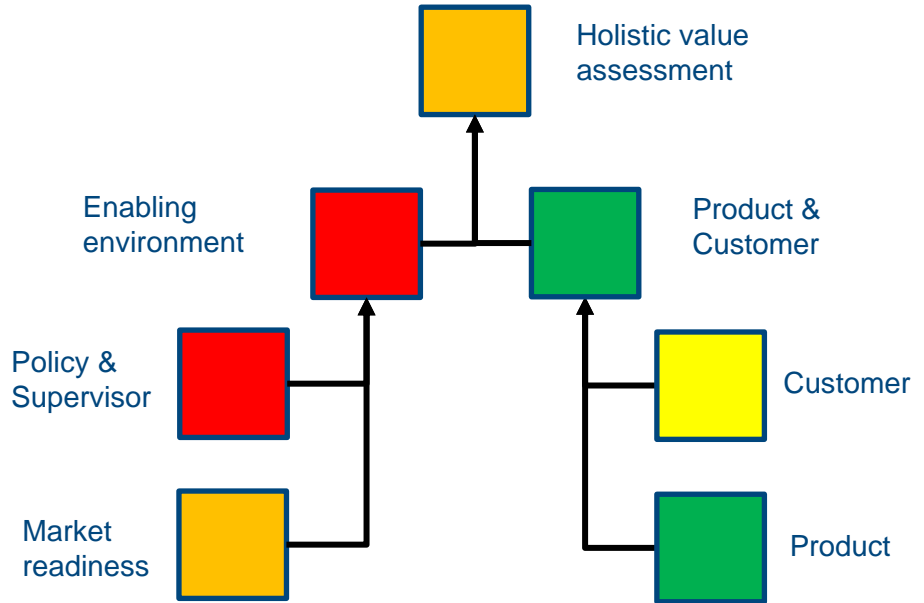 Holistic value
assessment
Enabling
environment
Product &
Customer
Policy &
Supervisor
Customer
Market
readiness
Product